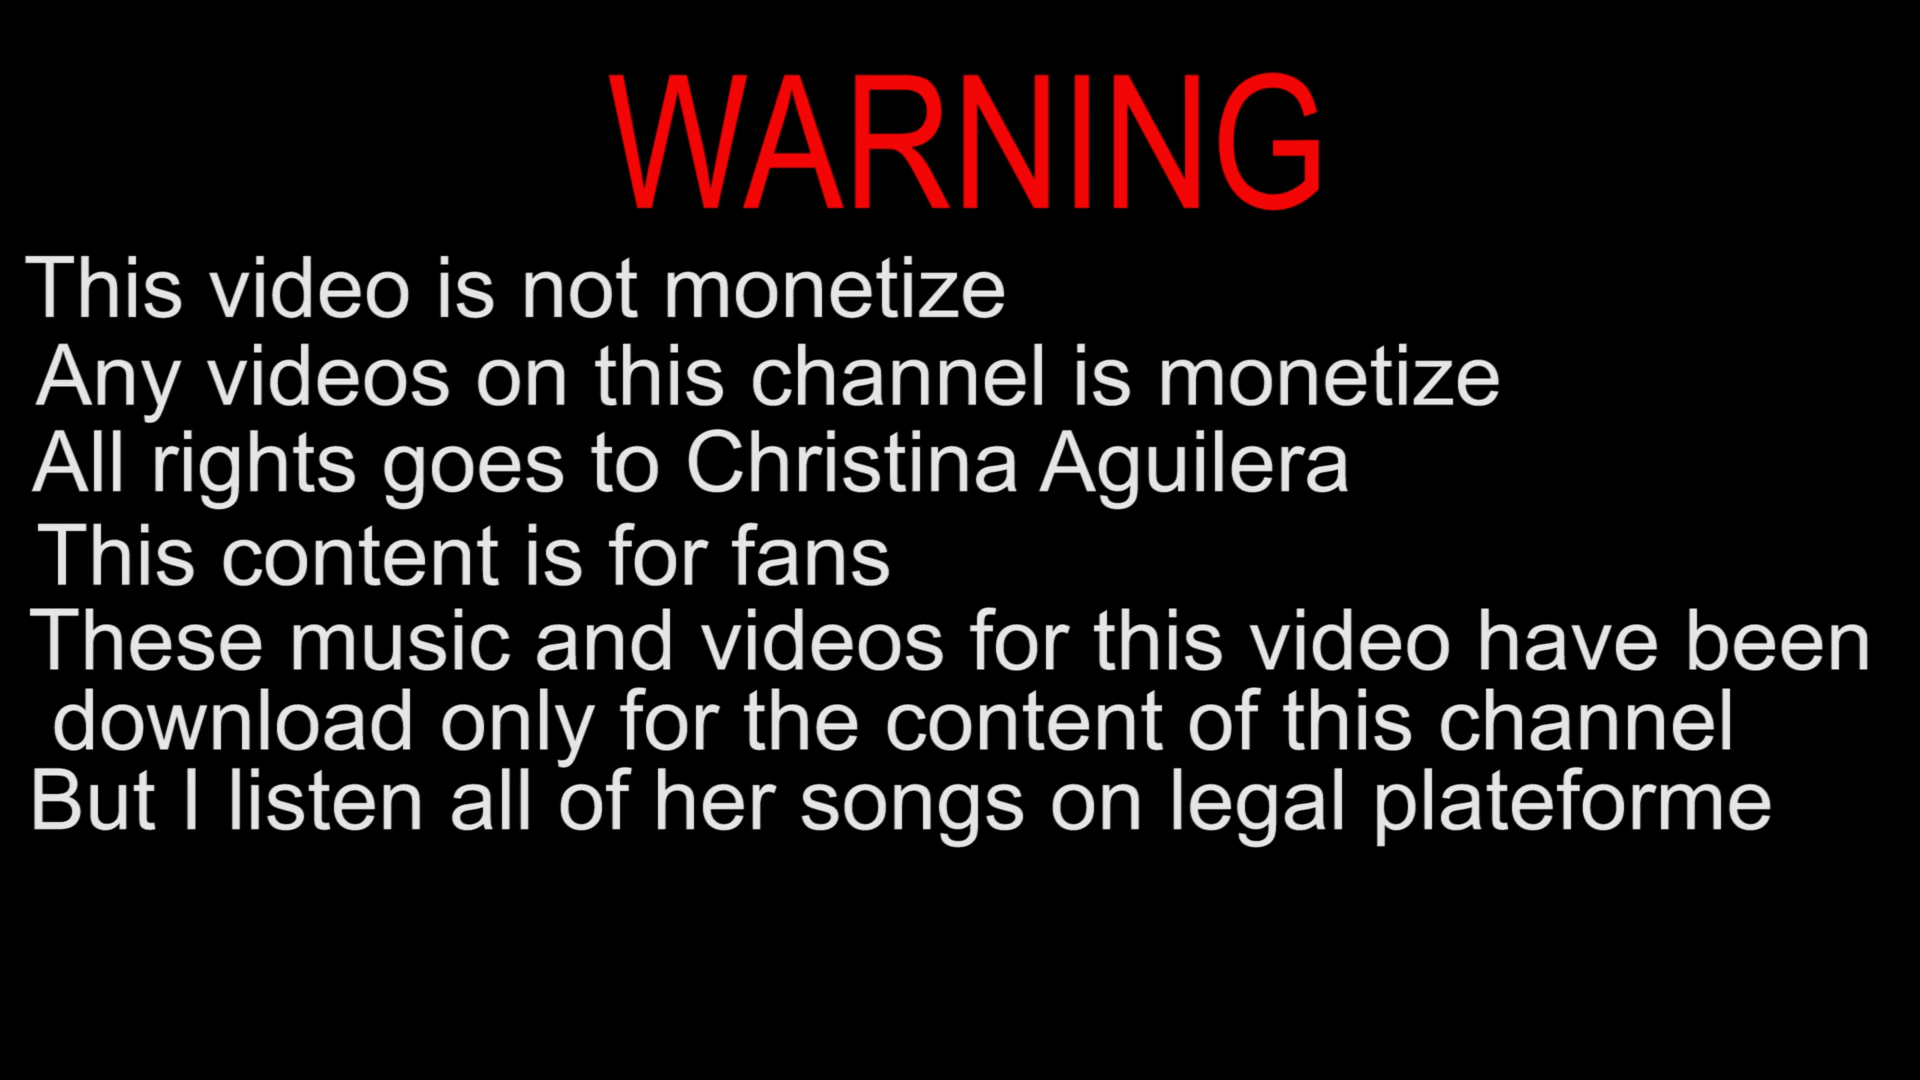 WARNING
This video is not monetize
Any videos on this channel is monetize
All rights goes to Christina Aguilera
This content is for fans
These music and videos for this video have been
download only for the content of this channel
But I listen all of her songs on legal plateforme